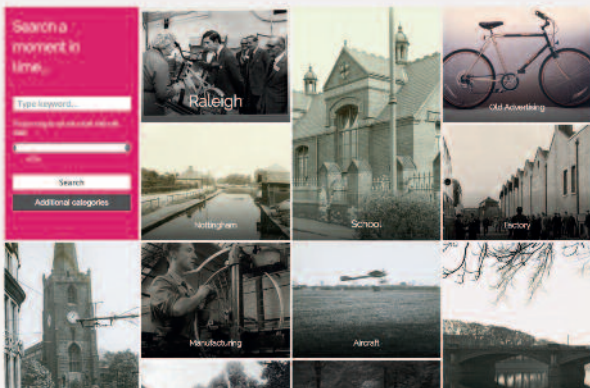 Search a
moment in
time...
Type keyword...
Search
Additional categories
Raleigh
Nottingham
School
Old Advertising
Factory
Manufacturing
Aircraft